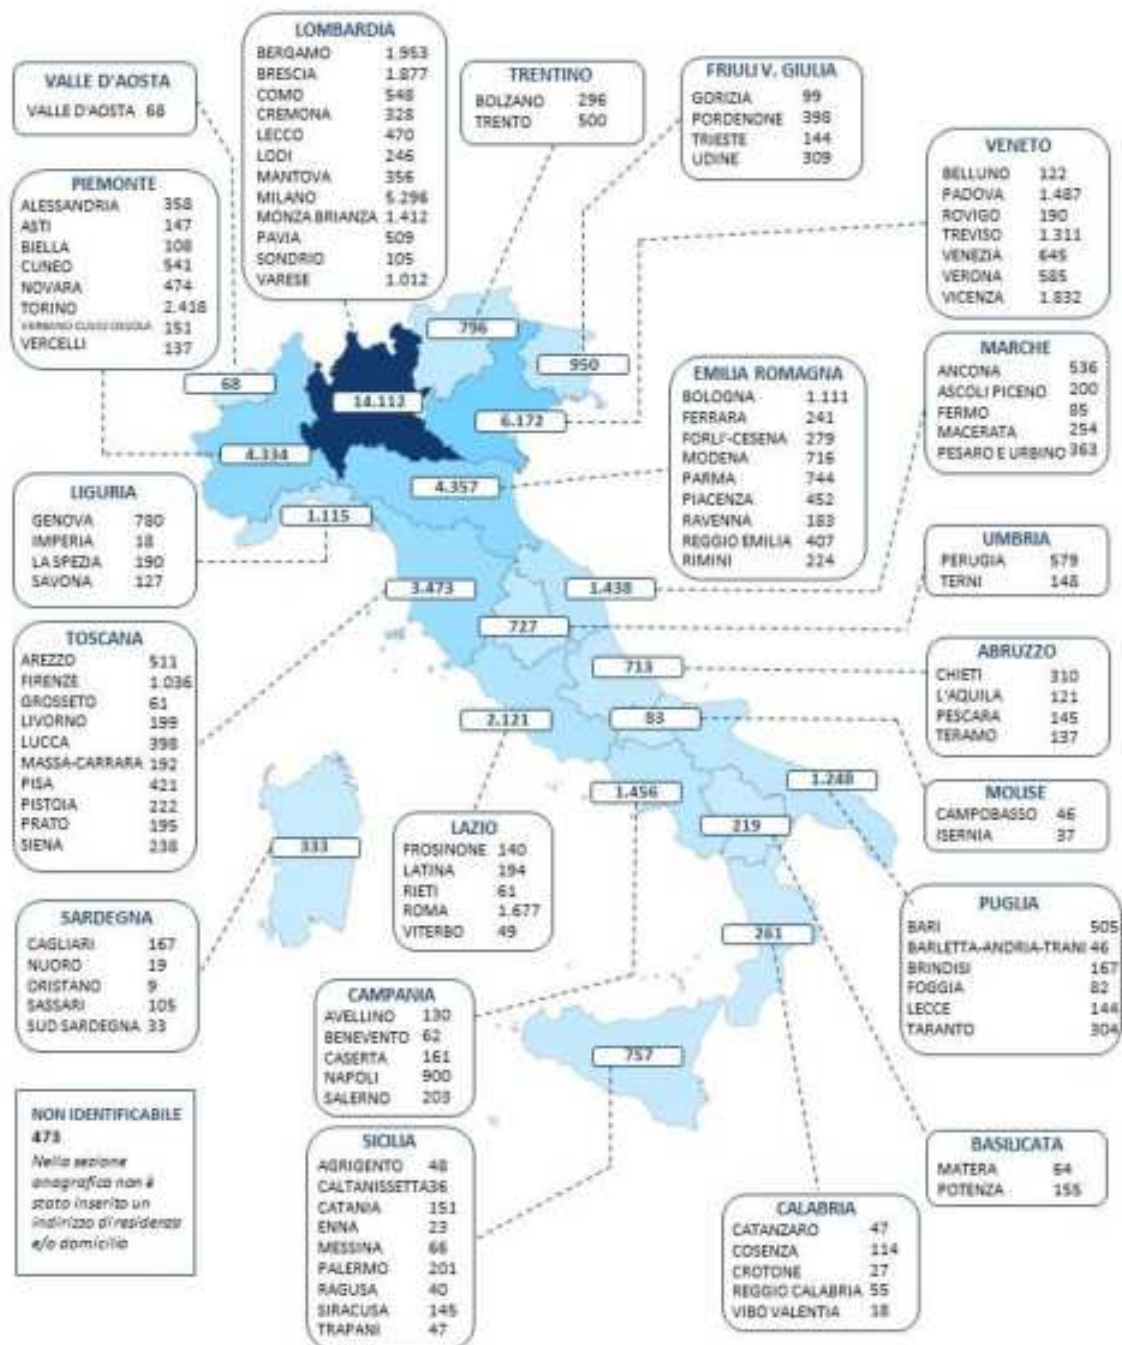 LOMBARDIA
BERGAMO 1.953
BRESCIA 1.877
COMO 548
CREMONA 328
LECCO 470
LODI 246
MANTOVA 356
MILANO 5.296
MONZA BRIANZA 1.412
PAVIA 509
SONDRIO 105
VARESE 1.012
VALLE D'AOSTA
VALLE D'AOSTA 68
TRENTINO
BOLZANO 296
TRENTO 500
FRIULI V. GIULIA
GORIZIA 99
PORDENONE 398
TRIESTE 144
UDINE 309
VENETO
BELLUNO 122
PADOVA 1.487
ROVIGO 190
TREVISO 1.311
VENEZIA 645
VERONA 585
VICENZA 1.832
PIEMONTE
ALESSANDRIA 358
ASTI 147
BIELLA 108
CUNEO 541
NOVARA 474
TORINO 2.418
VERBANO CUSIO OSSOLA 151
VERCELLI 137
MARCHE
ANCONA 536
ASCOLI PICENO 200
FERMO 85
MACERATA 254
PESARO E URBINO 363
EMILIA ROMAGNA
BOLOGNA 1.111
FERRARA 241
FORLI'-CESENA 279
MODENA 716
PARMA 744
PIACENZA 452
RAVENNA 183
REGGIO EMILIA 407
RIMINI 224
796
950
68
14.112
6.172
4.334
4.357
1.115
3.473
1.438
727
713
2.121
83
1.456
1.248
219
333
261
757
LIGURIA
GENOVA 780
IMPERIA 18
LA SPEZIA 190
SAVONA 127
UMBRIA
PERUGIA 579
TERNI 148
TOSCANA
AREZZO 511
FIRENZE 1.036
GROSSETO 61
LIVORNO 199
LUCCA 398
MASSA-CARRARA 192
PISA 421
PISTOIA 222
PRATO 195
SIENA 238
ABRUZZO
CHIETI 310
L'AQUILA 121
PESCARA 145
TERAMO 137
MOLISE
CAMPOBASSO 46
ISERNIA 37
LAZIO
FROSINONE 140
LATINA 194
RIETI 61
ROMA 1.677
VITERBO 49
PUGLIA
BARI 505
BARLETTA-ANDRIA-TRANI 46
BRINDISI 167
FOGGIA 82
LECCE 144
TARANTO 304
SARDEGNA
CAGLIARI 167
NUORO 19
ORISTANO 9
SASSARI 105
SUD SARDEGNA 33
CAMPANIA
AVELLINO 130
BENEVENTO 62
CASERTA 161
NAPOLI 900
SALERNO 203
NON IDENTIFICABILE
473
Nella sezione
anagrafica non è
stato inserito un
indirizzo di residenza
e/o domicilio
SICILIA
AGRIGENTO 48
CALTANISSETTA 36
CATANIA 151
ENNA 23
MESSINA 66
PALERMO 201
RAGUSA 40
SIRACUSA 145
TRAPANI 47
BASILICATA
MATERA 64
POTENZA 155
CALABRIA
CATANZARO 47
COSENZA 114
CROTONE 27
REGGIO CALABRIA 55
VIBO VALENTIA 18